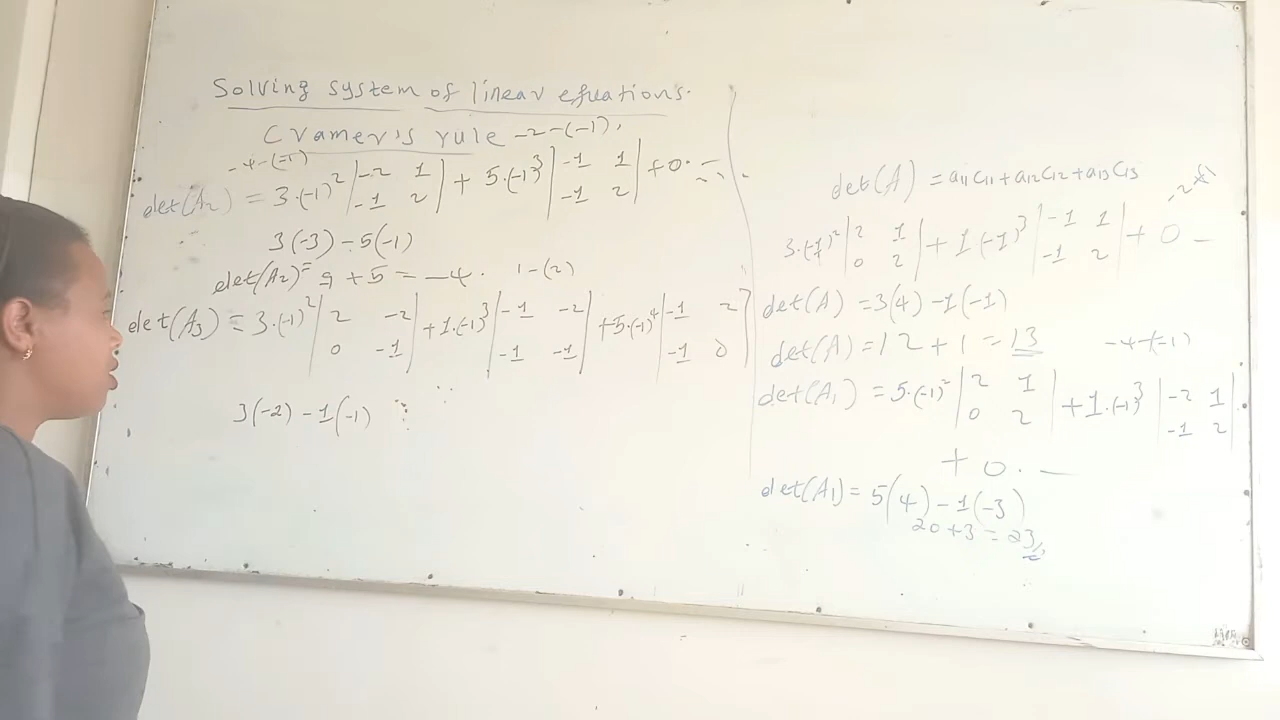 Solving system of linear equations.
Cramer's rule -2-(-1).
-4-(-1)
det(A₂) = 3·(-1)² |-2 1; -1 2| + 5·(-1)³ |-1 1; -1 2| + 0·—
3(-3) - 5(-1)
det(A₂) = 9 + 5 = -4. 1-(2)
det(A₃) = 3·(-1)² |2 -2; 0 -1| + 1·(-1)³ |-1 -2; -1 -1| + 5·(-1)⁴ |-1 2; -1 0|
3(-2) - 1(-1)
det(A) = a₁₁c₁₁ + a₁₂c₁₂ + a₁₃c₁₃
-2+1
3·(-1)² |2 1; 0 2| + 1(-1)³ |-1 1; -1 2| + 0 —
det(A) = 3(4) - 1(-1)
det(A) = 12 + 1 = 13 -4-(-1)
det(A₁) = 5·(-1)² |2 1; 0 2| + 1·(-1)³ |-2 1; -1 2|
+ 0. —
det(A₁) = 5(4) - 1(-3)
20 + 3 = 23